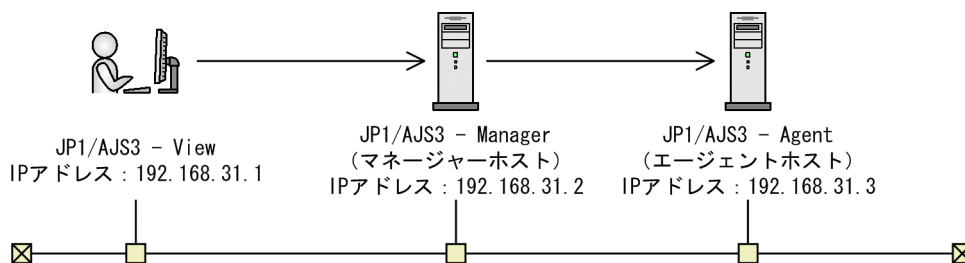 JP1/AJS3 - View
IPアドレス：192.168.31.1
JP1/AJS3 - Manager
（マネージャーホスト）
IPアドレス：192.168.31.2
JP1/AJS3 - Agent
（エージェントホスト）
IPアドレス：192.168.31.3